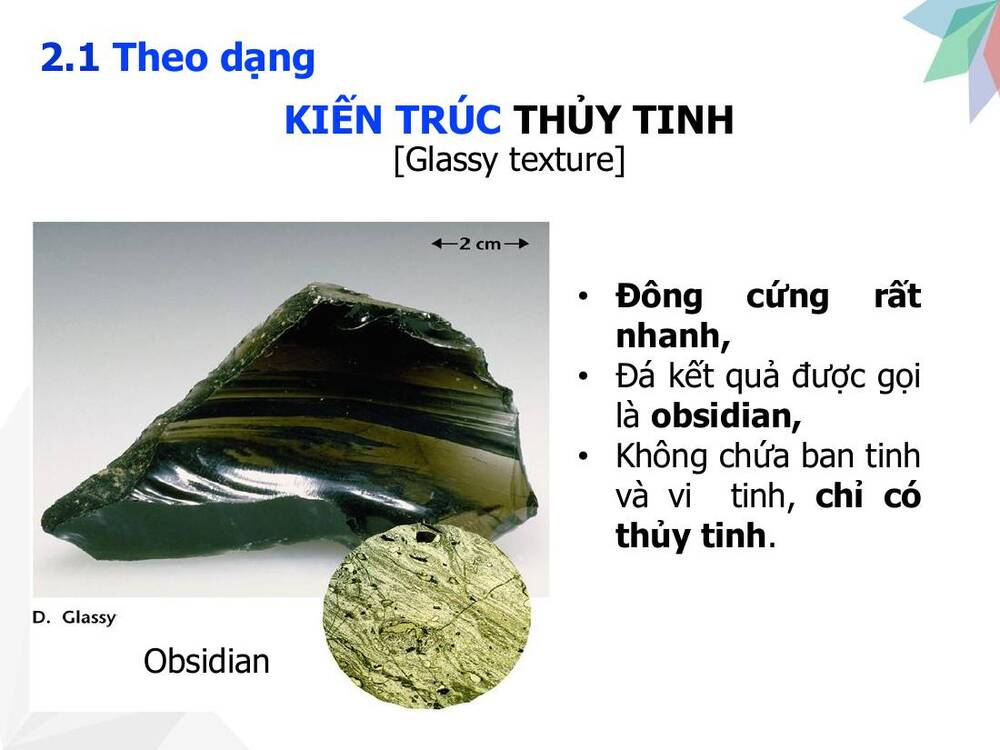 2.1 Theo dạng
KIẾN TRÚC THỦY TINH
[Glassy texture]
2 cm
• Đông cứng rất
nhanh,
• Đá kết quả được gọi
là obsidian,
• Không chứa ban tinh
và vi tinh, chỉ có
thủy tinh.
D. Glassy
Obsidian